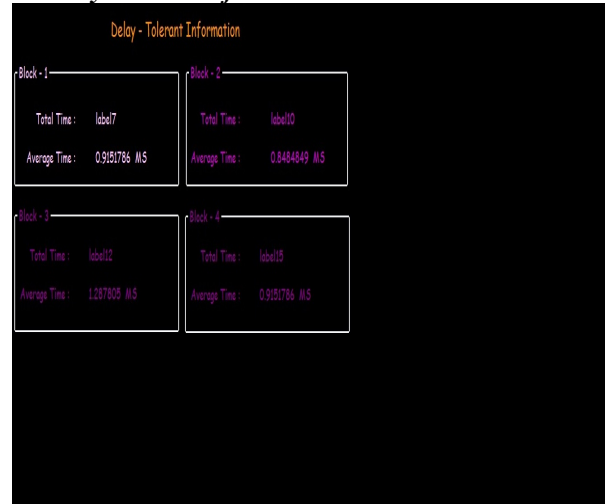 Delay - Tolerant Information
Block - 1
Total Time : label7
Average Time : 0.9151786 MS
Block - 2
Total Time : label10
Average Time : 0.8484849 MS
Block - 3
Total Time : label12
Average Time : 1.287805 MS
Block - 4
Total Time : label15
Average Time : 0.9151786 MS